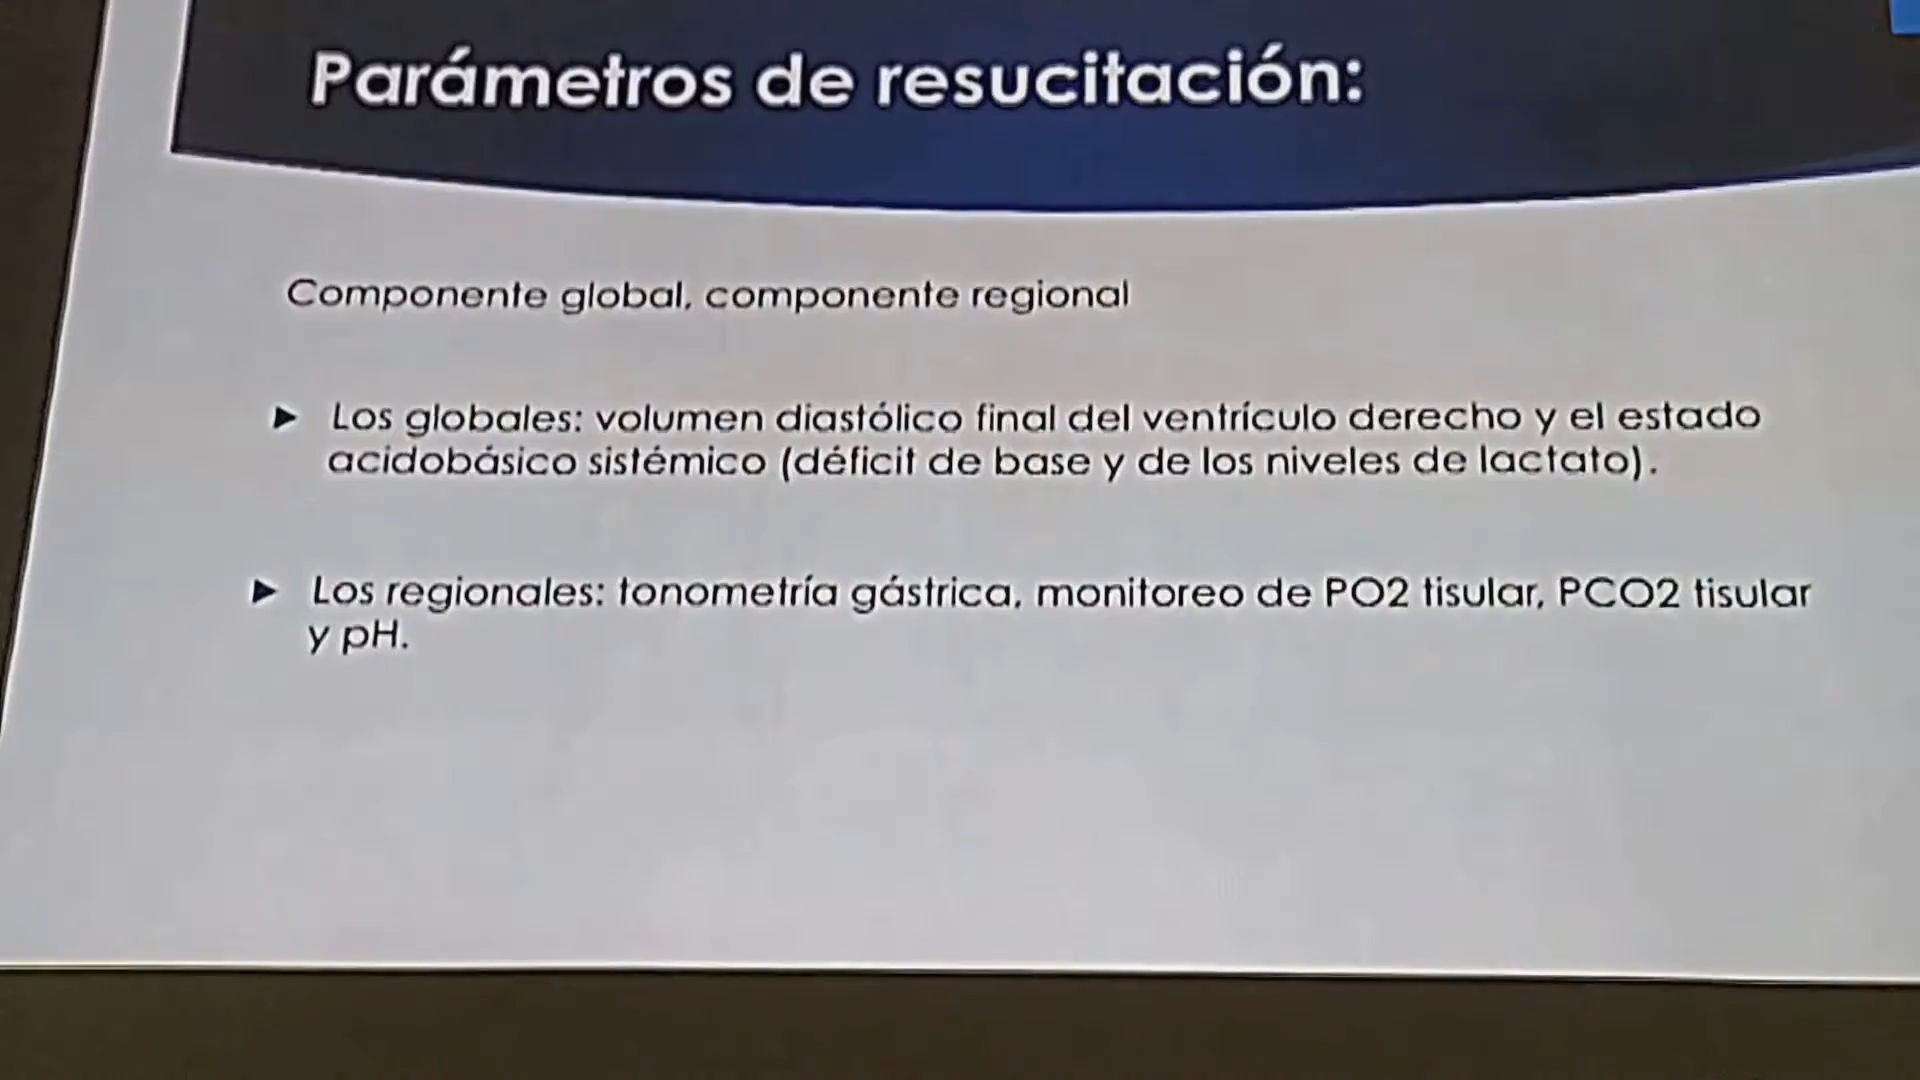 Parámetros de resucitación:
Componente global, componente regional
► Los globales: volumen diastólico final del ventrículo derecho y el estado
acidobásico sistémico (déficit de base y de los niveles de lactato).
► Los regionales: tonometría gástrica, monitoreo de PO2 tisular, PCO2 tisular
y pH.